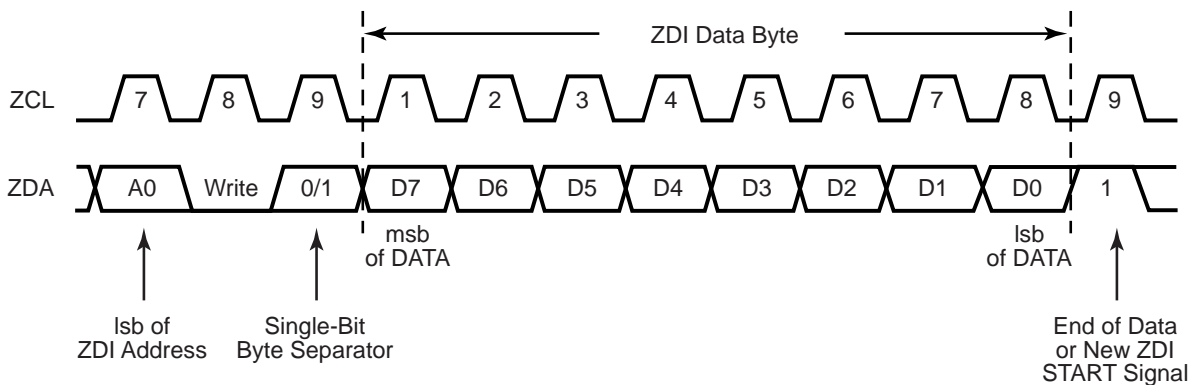 ZDI Data Byte
ZCL 7 8 9 1 2 3 4 5 6 7 8 9
ZDA A0 Write 0/1 D7 D6 D5 D4 D3 D2 D1 D0 1
msb
of DATA
lsb
of DATA
lsb of
ZDI Address
Single-Bit
Byte Separator
End of Data
or New ZDI
START Signal